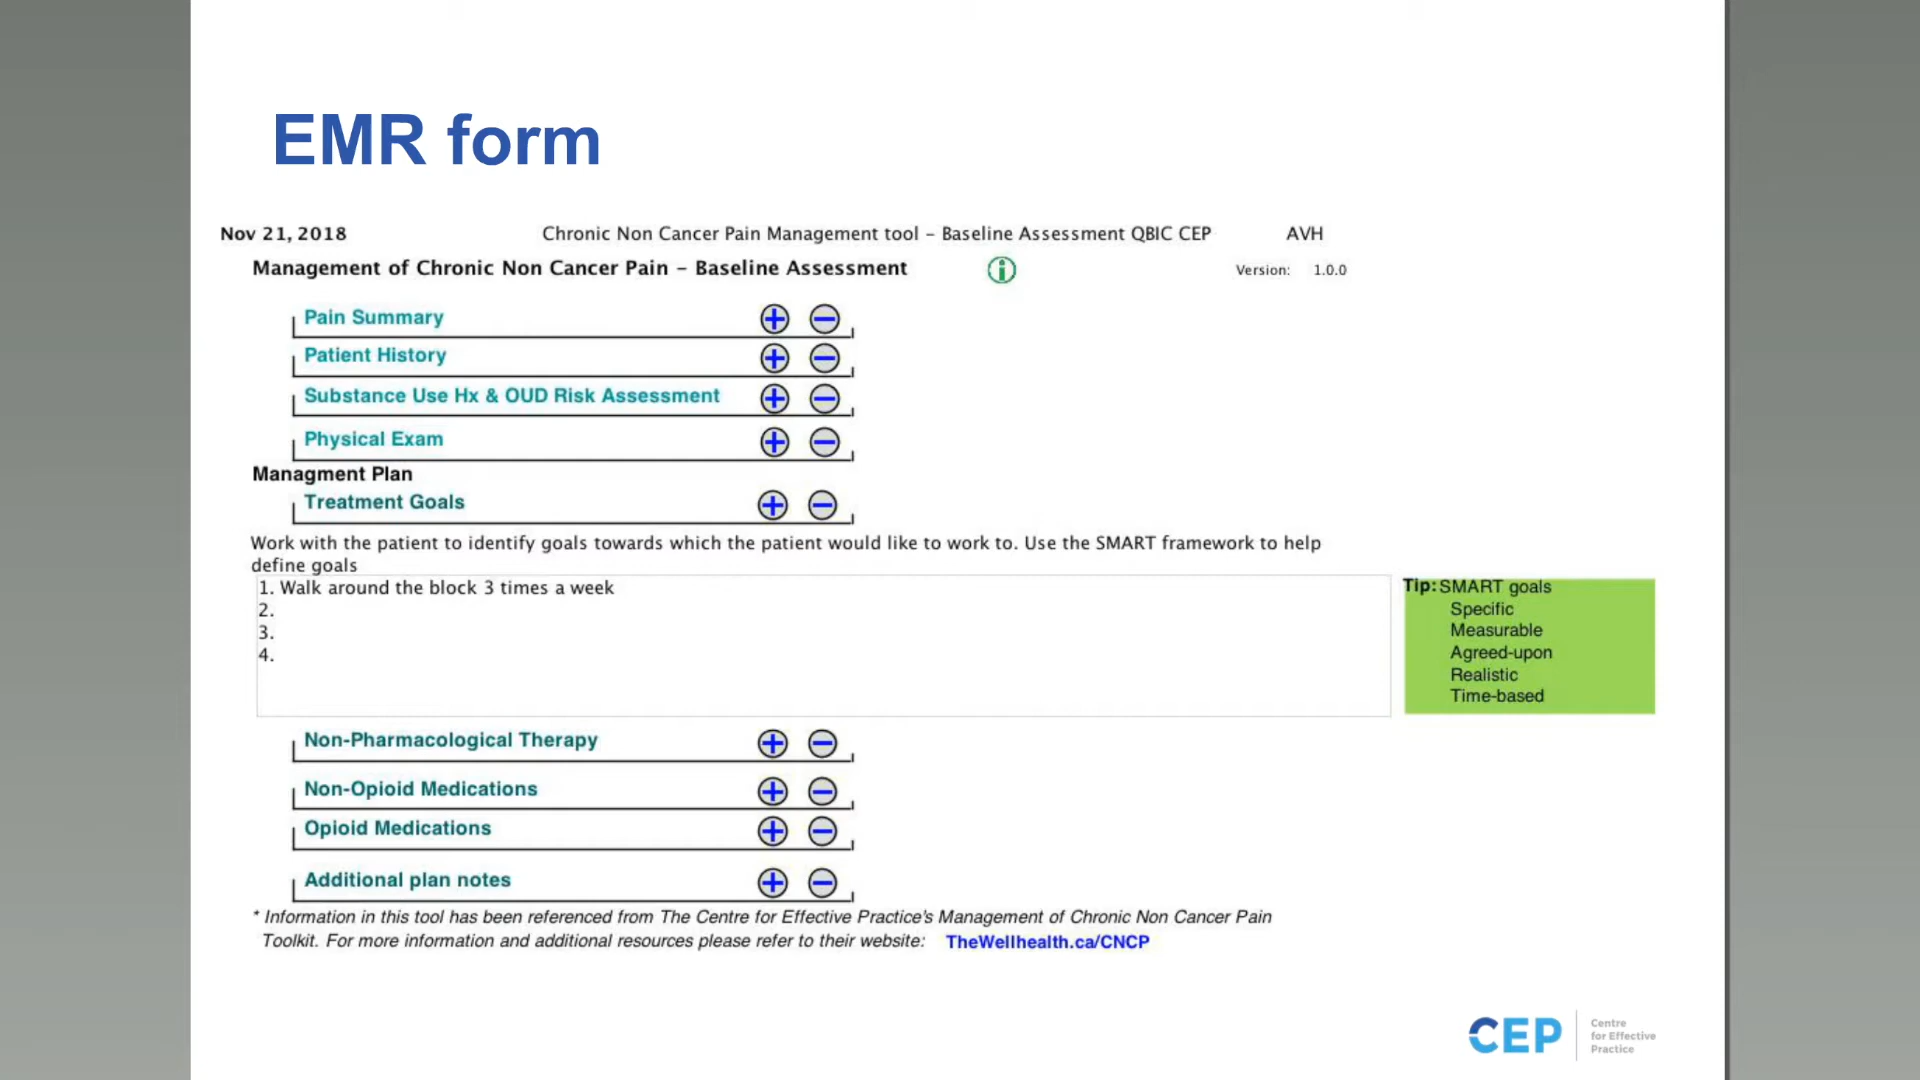 EMR form
Nov 21, 2018 Chronic Non Cancer Pain Management tool – Baseline Assessment QBIC CEP AVH
Management of Chronic Non Cancer Pain – Baseline Assessment Version: 1.0.0
Pain Summary
Patient History
Substance Use Hx & OUD Risk Assessment
Physical Exam
Managment Plan
Treatment Goals
Work with the patient to identify goals towards which the patient would like to work to. Use the SMART framework to help
define goals
1. Walk around the block 3 times a week
2.
3.
4.
Tip: SMART goals
Specific
Measurable
Agreed-upon
Realistic
Time-based
Non-Pharmacological Therapy
Non-Opioid Medications
Opioid Medications
Additional plan notes
* Information in this tool has been referenced from The Centre for Effective Practice's Management of Chronic Non Cancer Pain
Toolkit. For more information and additional resources please refer to their website: TheWellhealth.ca/CNCP
CEP
Centre
for Effective
Practice